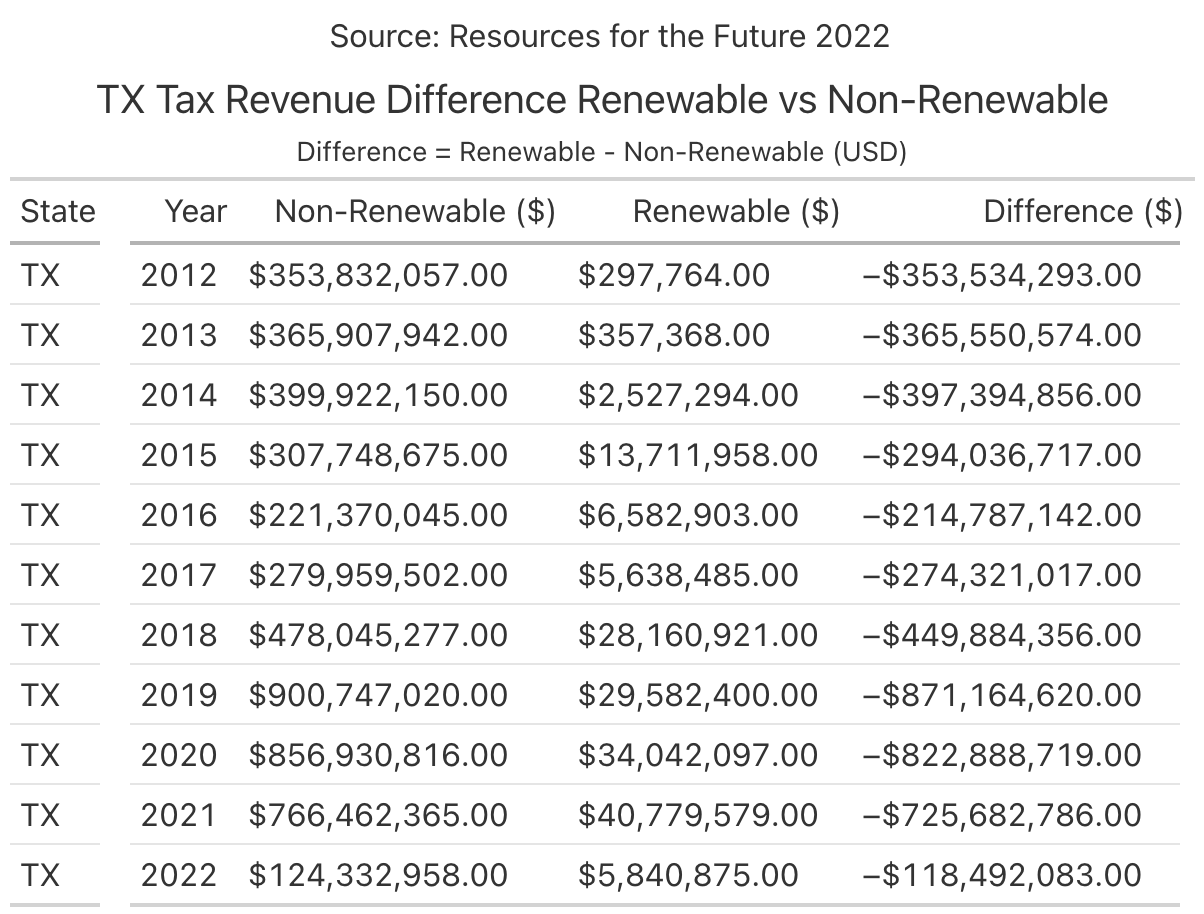 Source: Resources for the Future 2022
TX Tax Revenue Difference Renewable vs Non-Renewable
Difference = Renewable - Non-Renewable (USD)
State Year Non-Renewable ($) Renewable ($) Difference ($)
TX 2012 $353,832,057.00 $297,764.00 −$353,534,293.00
TX 2013 $365,907,942.00 $357,368.00 −$365,550,574.00
TX 2014 $399,922,150.00 $2,527,294.00 −$397,394,856.00
TX 2015 $307,748,675.00 $13,711,958.00 −$294,036,717.00
TX 2016 $221,370,045.00 $6,582,903.00 −$214,787,142.00
TX 2017 $279,959,502.00 $5,638,485.00 −$274,321,017.00
TX 2018 $478,045,277.00 $28,160,921.00 −$449,884,356.00
TX 2019 $900,747,020.00 $29,582,400.00 −$871,164,620.00
TX 2020 $856,930,816.00 $34,042,097.00 −$822,888,719.00
TX 2021 $766,462,365.00 $40,779,579.00 −$725,682,786.00
TX 2022 $124,332,958.00 $5,840,875.00 −$118,492,083.00